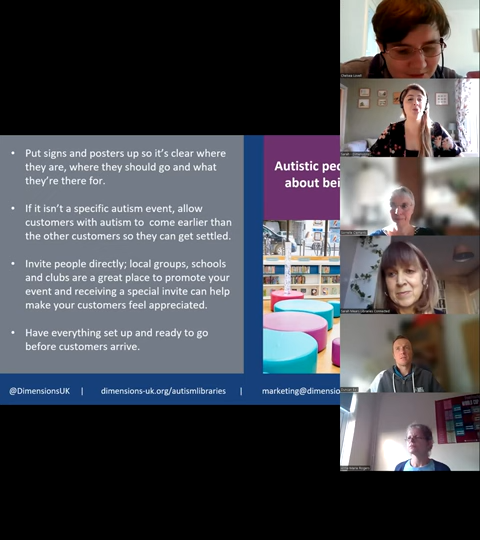 • Put signs and posters up so it's clear where
they are, where they should go and what
they're there for.
• If it isn't a specific autism event, allow
customers with autism to come earlier than
the other customers so they can get settled.
• Invite people directly; local groups, schools
and clubs are a great place to promote your
event and receiving a special invite can help
make your customers feel appreciated.
• Have everything set up and ready to go
before customers arrive.
Autistic peo
about bei
@DimensionsUK | dimensions-uk.org/autismlibraries | marketing@dimensio